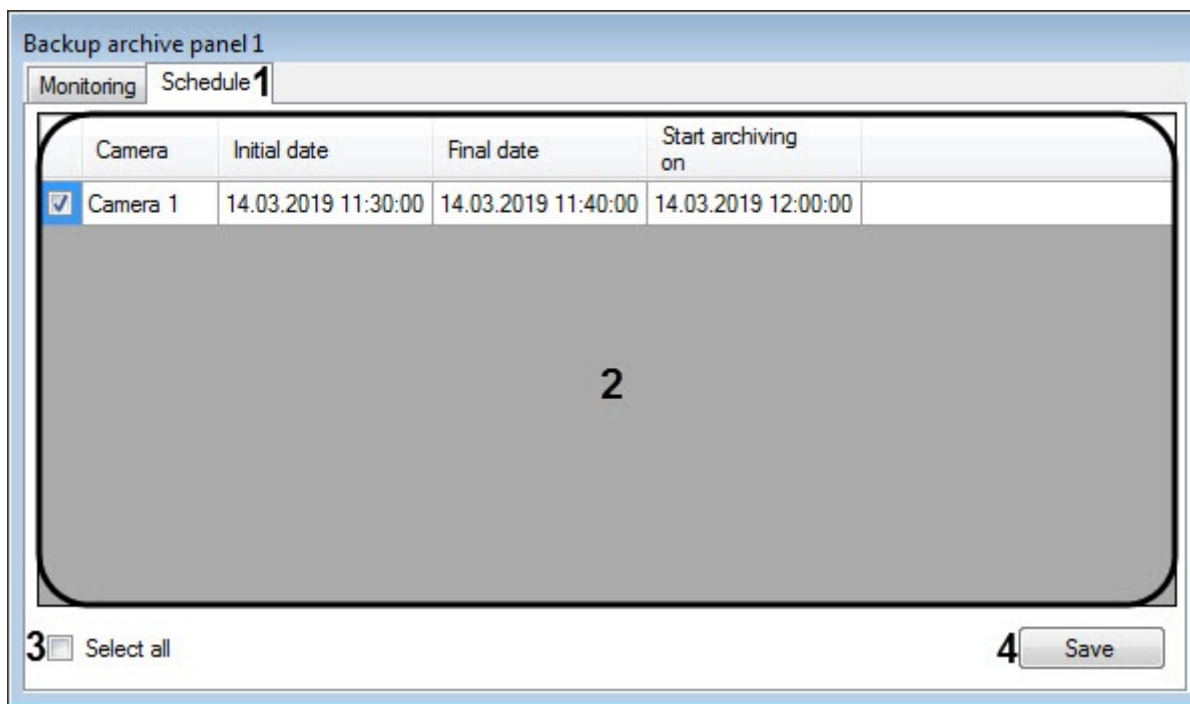 Backup archive panel 1
Monitoring Schedule 1
Camera Initial date Final date Start archiving
on
Camera 1 14.03.2019 11:30:00 14.03.2019 11:40:00 14.03.2019 12:00:00
2
3 Select all 4 Save